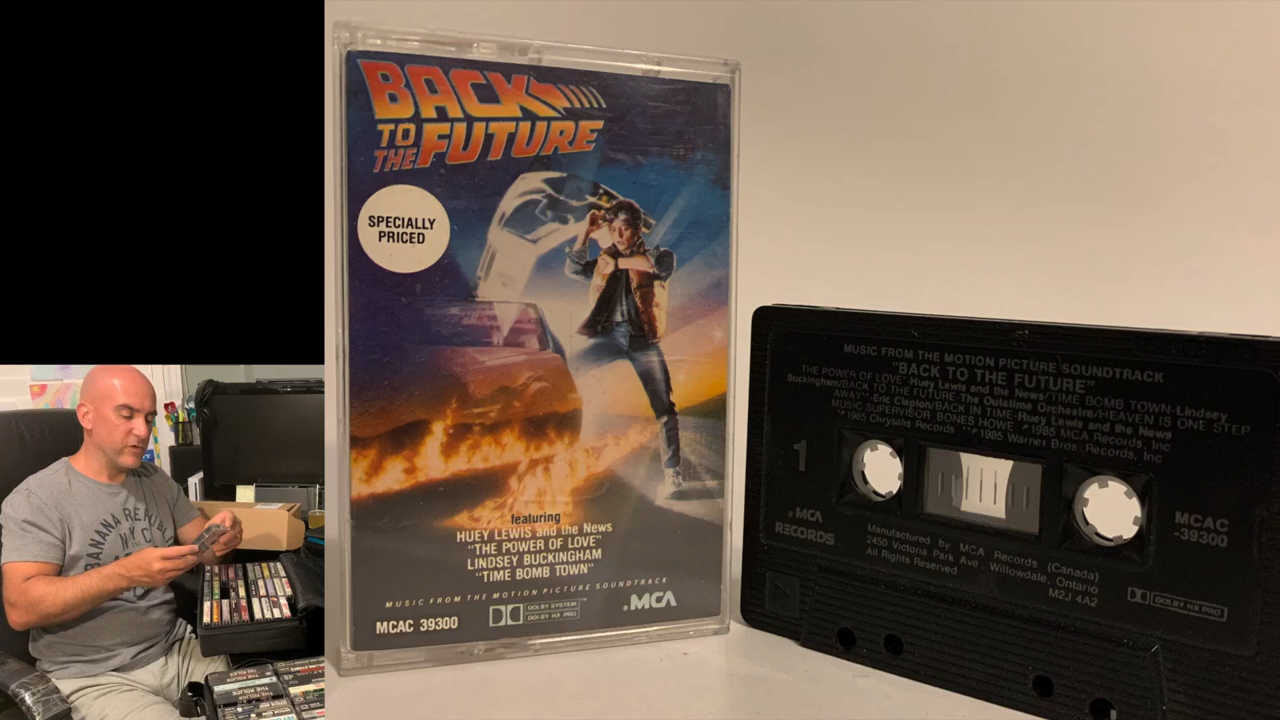 BACK
TO
THE FUTURE
SPECIALLY
PRICED
featuring
HUEY LEWIS and the News
"THE POWER OF LOVE"
LINDSEY BUCKINGHAM
"TIME BOMB TOWN"
MUSIC FROM THE MOTION PICTURE SOUNDTRACK
MCAC 39300
DOLBY SYSTEM
DOLBY HX PRO
MCA
MUSIC FROM THE MOTION PICTURE SOUNDTRACK
"BACK TO THE FUTURE"
THE POWER OF LOVE-Huey Lewis and the News/TIME BOMB TOWN-Lindsey
Buckingham/BACK TO THE FUTURE-The Outatime Orchestra/HEAVEN IS ONE STEP
AWAY-Eric Clapton/BACK IN TIME-Huey Lewis and the News
MUSIC SUPERVISOR BONES HOWE ℗1985 MCA Records, Inc
1985 Chrysalis Records 1985 Warner Bros Records, Inc
1
MCA
RECORDS
MCAC
-39300
Manufactured by MCA Records (Canada)
2450 Victoria Park Ave., Willowdale, Ontario
All Rights Reserved M2J 4A2
DOLBY HX PRO
BANANA REPUBLIC
NYC
THE POLICE
THE POLICE